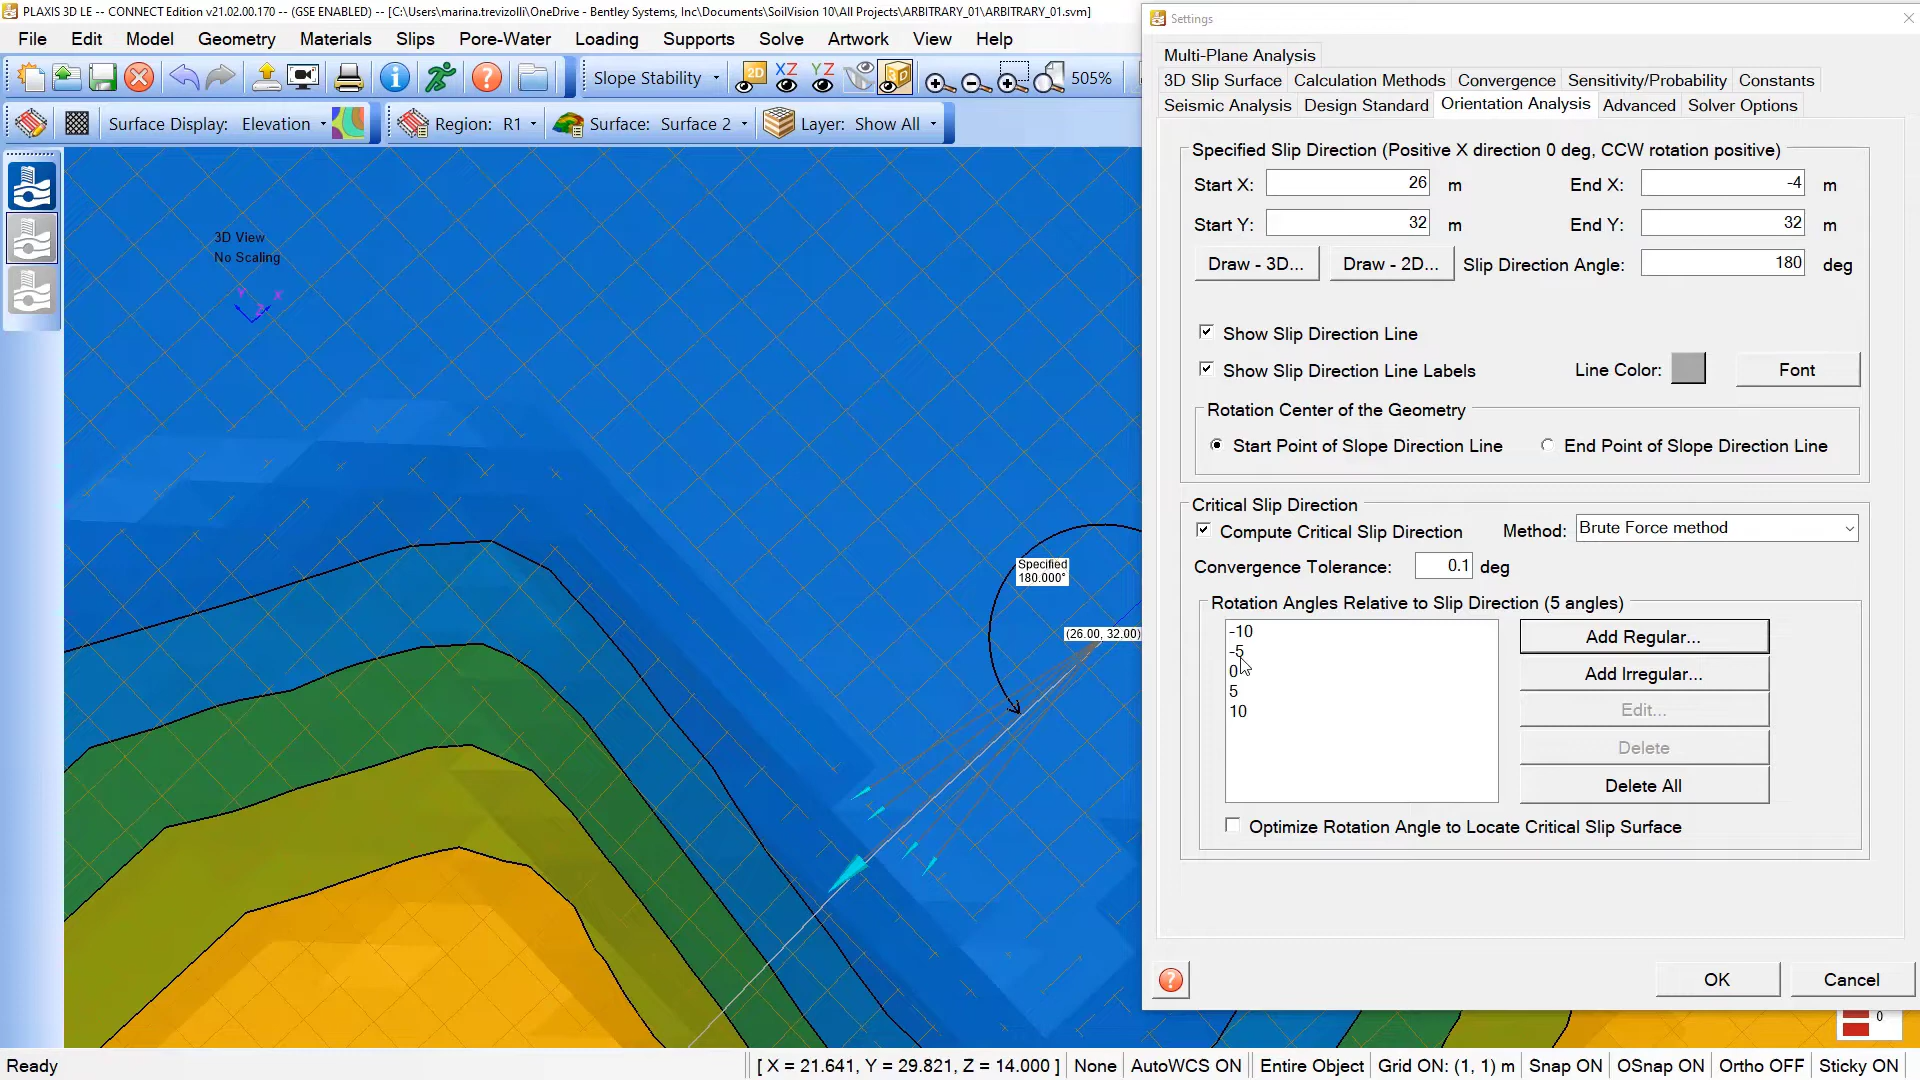 PLAXIS 3D LE -- CONNECT Edition v21.02.00.170 -- (GSE ENABLED) -- [C:\Users\marina.trevizolli\OneDrive - Bentley Systems, Inc\Documents\SoilVision 10\All Projects\ARBITRARY_01\ARBITRARY_01.svm]
File Edit Model Geometry Materials Slips Pore-Water Loading Supports Solve Artwork View Help
Slope Stability 2D XZ YZ 3D 505%
Surface Display: Elevation Region: R1 Surface: Surface 2 Layer: Show All
3D View
No Scaling
Y Z X
Specified
180.000°
(26.00, 32.00)
Settings
Multi-Plane Analysis
3D Slip Surface Calculation Methods Convergence Sensitivity/Probability Constants
Seismic Analysis Design Standard Orientation Analysis Advanced Solver Options
Specified Slip Direction (Positive X direction 0 deg, CCW rotation positive)
Start X: 26 m End X: -4 m
Start Y: 32 m End Y: 32 m
Draw - 3D... Draw - 2D... Slip Direction Angle: 180 deg
Show Slip Direction Line
Show Slip Direction Line Labels Line Color: Font
Rotation Center of the Geometry
Start Point of Slope Direction Line End Point of Slope Direction Line
Critical Slip Direction
Compute Critical Slip Direction Method: Brute Force method
Convergence Tolerance: 0.1 deg
Rotation Angles Relative to Slip Direction (5 angles)
-10
-5
0
5
10
Add Regular...
Add Irregular...
Edit...
Delete
Delete All
Optimize Rotation Angle to Locate Critical Slip Surface
OK Cancel
0
Ready [ X = 21.641, Y = 29.821, Z = 14.000 ] None AutoWCS ON Entire Object Grid ON: (1, 1) m Snap ON OSnap ON Ortho OFF Sticky ON